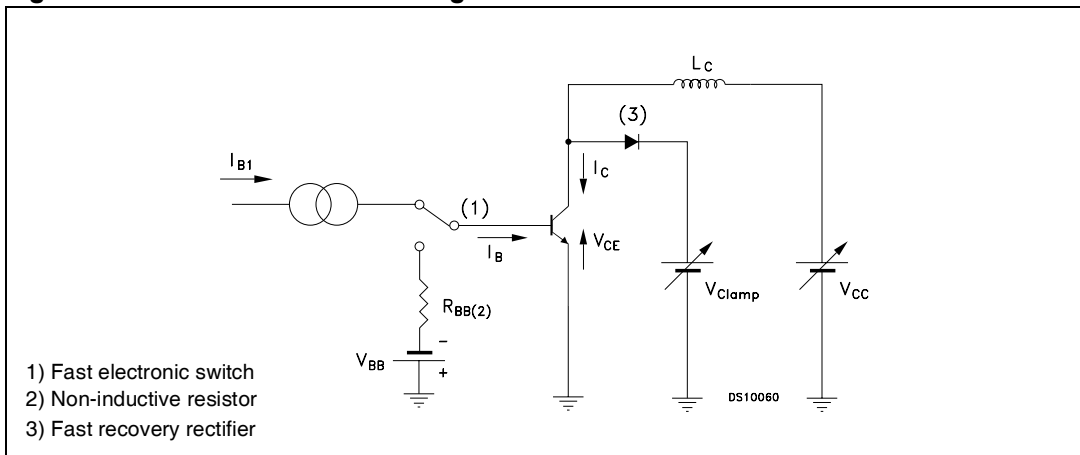 L_C
(3)
I_B1
I_C
(1)
I_B
V_CE
R_BB(2)
V_Clamp
V_CC
V_BB
-
+
1) Fast electronic switch
2) Non-inductive resistor
3) Fast recovery rectifier
DS10060